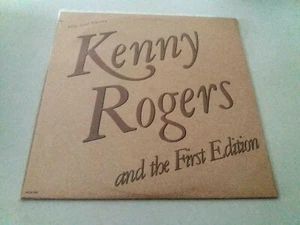 Kenny
Rogers
and the First Edition